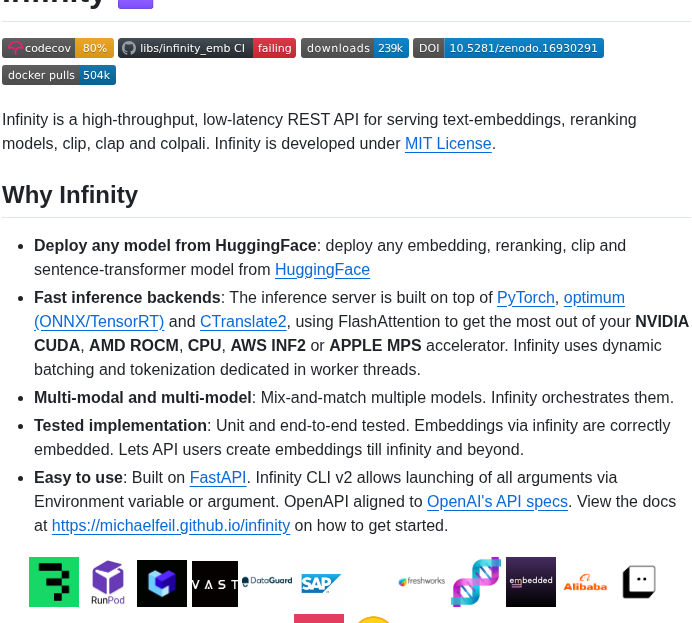 Infinity
codecov 80% libs/infinity_emb CI failing downloads 239k DOI 10.5281/zenodo.16930291
docker pulls 504k
Infinity is a high-throughput, low-latency REST API for serving text-embeddings, reranking
models, clip, clap and colpali. Infinity is developed under MIT License.
Why Infinity
• Deploy any model from HuggingFace: deploy any embedding, reranking, clip and
sentence-transformer model from HuggingFace
• Fast inference backends: The inference server is built on top of PyTorch, optimum
(ONNX/TensorRT) and CTranslate2, using FlashAttention to get the most out of your NVIDIA
CUDA, AMD ROCM, CPU, AWS INF2 or APPLE MPS accelerator. Infinity uses dynamic
batching and tokenization dedicated in worker threads.
• Multi-modal and multi-model: Mix-and-match multiple models. Infinity orchestrates them.
• Tested implementation: Unit and end-to-end tested. Embeddings via infinity are correctly
embedded. Lets API users create embeddings till infinity and beyond.
• Easy to use: Built on FastAPI. Infinity CLI v2 allows launching of all arguments via
Environment variable or argument. OpenAPI aligned to OpenAI's API specs. View the docs
at https://michaelfeil.github.io/infinity on how to get started.
RunPod VAST DataGuard SAP freshworks embedded Alibaba